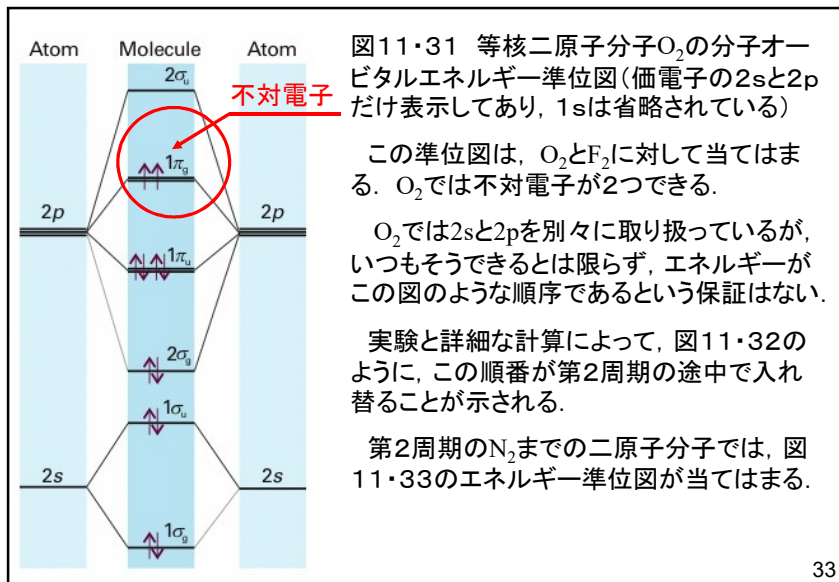 Atom Molecule Atom
2σu
不対電子
1πg
2p 2p
1πu
2σg
1σu
2s 2s
1σg
図11・31 等核二原子分子O₂の分子オー
ビタルエネルギー準位図(価電子の2sと2p
だけ表示してあり,1sは省略されている)
この準位図は,O₂とF₂に対して当てはま
る.O₂では不対電子が2つできる.
O₂では2sと2pを別々に取り扱っているが,
いつもそうできるとは限らず,エネルギーが
この図のような順序であるという保証はない.
実験と詳細な計算によって,図11・32の
ように,この順番が第2周期の途中で入れ
替ることが示される.
第2周期のN₂までの二原子分子では,図
11・33のエネルギー準位図が当てはまる.
33